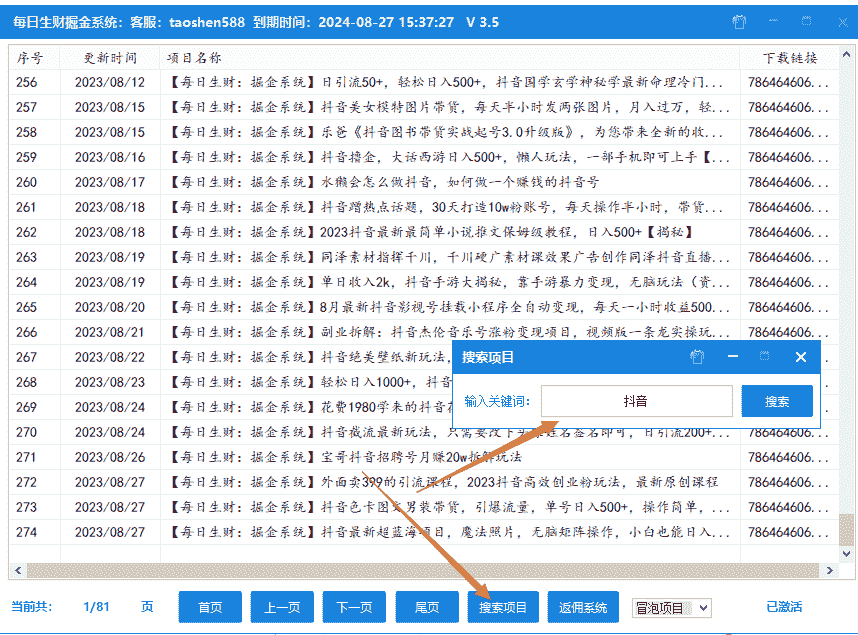 每日生财掘金系统：客服：taoshen588 到期时间：2024-08-27 15:37:27 V 3.5
序号 更新时间 项目名称 下载链接
256 2023/08/12 【每日生财：掘金系统】日引流50+，轻松日入500+，抖音国学玄学神秘学最新命理冷门... 786464606...
257 2023/08/15 【每日生财：掘金系统】抖音美女模特图片带货，每天半小时发两张图片，月入过万，轻... 786464606...
258 2023/08/15 【每日生财：掘金系统】乐爸《抖音图书带货实战起号3.0升级版》，为您带来全新的收... 786464606...
259 2023/08/16 【每日生财：掘金系统】抖音撸金，大话西游日入500+，懒人玩法，一部手机即可上手【... 786464606...
260 2023/08/17 【每日生财：掘金系统】水獭会怎么做抖音，如何做一个赚钱的抖音号 786464606...
261 2023/08/18 【每日生财：掘金系统】抖音蹭热点话题，30天打造10w粉账号，每天操作半小时，带货... 786464606...
262 2023/08/18 【每日生财：掘金系统】2023抖音最新最简单小说推文保姆级教程，日入500+【揭秘】 786464606...
263 2023/08/19 【每日生财：掘金系统】同泽素材指挥千川，千川硬广素材课效果广告创作同泽抖音直播... 786464606...
264 2023/08/19 【每日生财：掘金系统】单日收入2k，抖音手游大揭秘，靠手游暴力变现，无脑玩法（资... 786464606...
265 2023/08/20 【每日生财：掘金系统】8月最新抖音影视号挂载小程序全自动变现，每天一小时收益500... 786464606...
266 2023/08/21 【每日生财：掘金系统】副业拆解：抖音杰伦音乐号涨粉变现项目，视频版一条龙实操玩... 786464606...
267 2023/08/22 【每日生财：掘金系统】抖音绝美壁纸新玩法，
268 2023/08/23 【每日生财：掘金系统】轻松日入1000+，抖音
269 2023/08/24 【每日生财：掘金系统】花费1980学来的抖音
搜索项目
输入关键词： 抖音 搜索
270 2023/08/24 【每日生财：掘金系统】抖音截流最新玩法，只需要改下头像姓名签名即可，日引流200+... 786464606...
271 2023/08/26 【每日生财：掘金系统】宝哥抖音招聘号月赚20w拆解玩法 786464606...
272 2023/08/27 【每日生财：掘金系统】外面卖399的引流课程，2023抖音高效创业粉玩法，最新原创课程 786464606...
273 2023/08/27 【每日生财：掘金系统】抖音色卡图文男装带货，引爆流量，单号日入500+，操作简单，... 786464606...
274 2023/08/27 【每日生财：掘金系统】抖音最新超蓝海项目，魔法照片，无脑矩阵操作，小白也能日入... 786464606...
当前共： 1/81 页 首页 上一页 下一页 尾页 搜索项目 返佣系统 冒泡项目 已激活